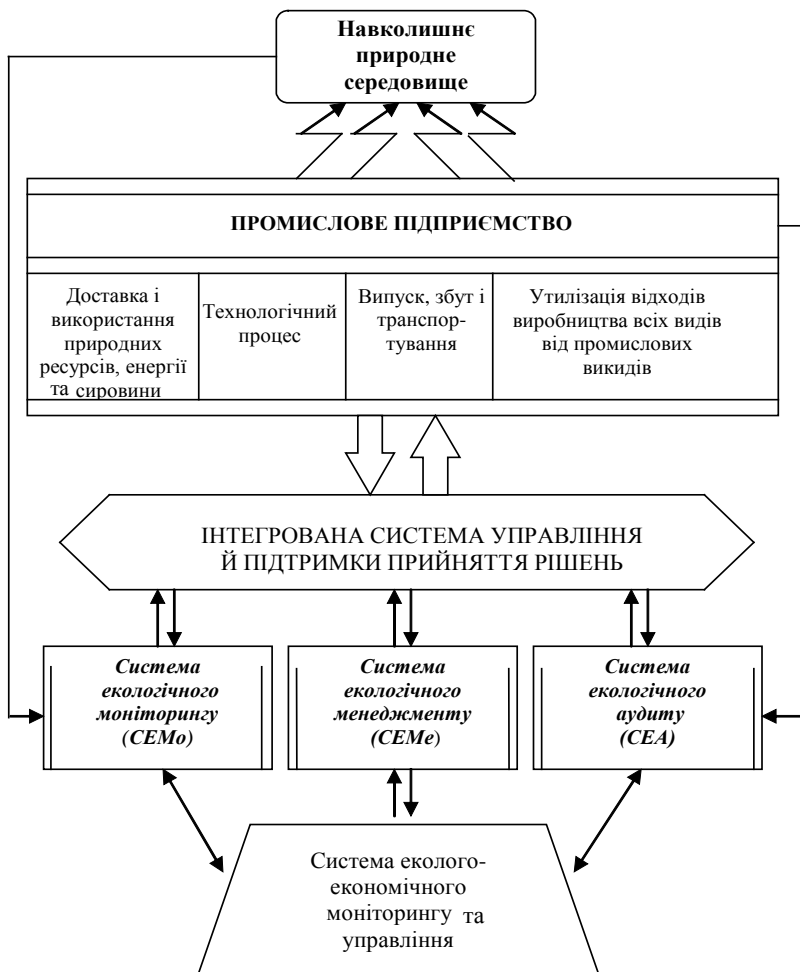 Навколишнє
природне
середовище
ПРОМИСЛОВЕ ПІДПРИЄМСТВО
Доставка і
використання
природних
ресурсів, енергії
та сировини
Технологічний
процес
Випуск, збут і
транспор-
тування
Утилізація відходів
виробництва всіх видів
від промислових
викидів
ІНТЕГРОВАНА СИСТЕМА УПРАВЛІННЯ
Й ПІДТРИМКИ ПРИЙНЯТТЯ РІШЕНЬ
Система
екологічного
моніторингу
(СЕМо)
Система
екологічного
менеджменту
(СЕМе)
Система
екологічного
аудиту
(СЕА)
Система еколого-
економічного
моніторингу та
управління